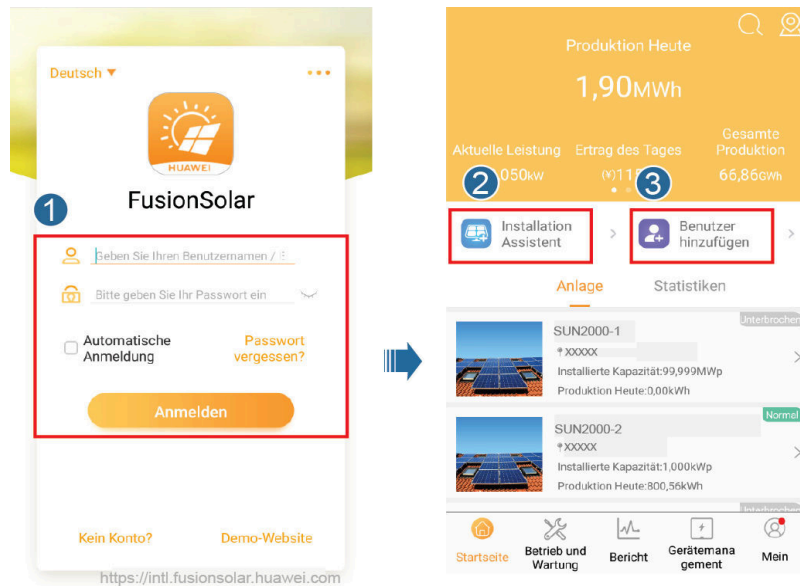 Deutsch
HUAWEI
FusionSolar
1
Geben Sie Ihren Benutzernamen /
Bitte geben Sie Ihr Passwort ein
Automatische
Anmeldung
Passwort
vergessen?
Anmelden
Kein Konto?
Demo-Website
https://intl.fusionsolar.huawei.com
Produktion Heute
1,90MWh
Aktuelle Leistung
Ertrag des Tages
Gesamte
Produktion
2
050kW
3
66,86GWh
Installation
Assistent
Benutzer
hinzufügen
Anlage
Statistiken
Unterbrochen
SUN2000-1
XXXXX
Installierte Kapazität:99,999MWp
Produktion Heute:0,00kWh
Normal
SUN2000-2
XXXXX
Installierte Kapazität:1,000kWp
Produktion Heute:800,56kWh
Startseite
Betrieb und
Wartung
Bericht
Gerätemana
gement
Mein